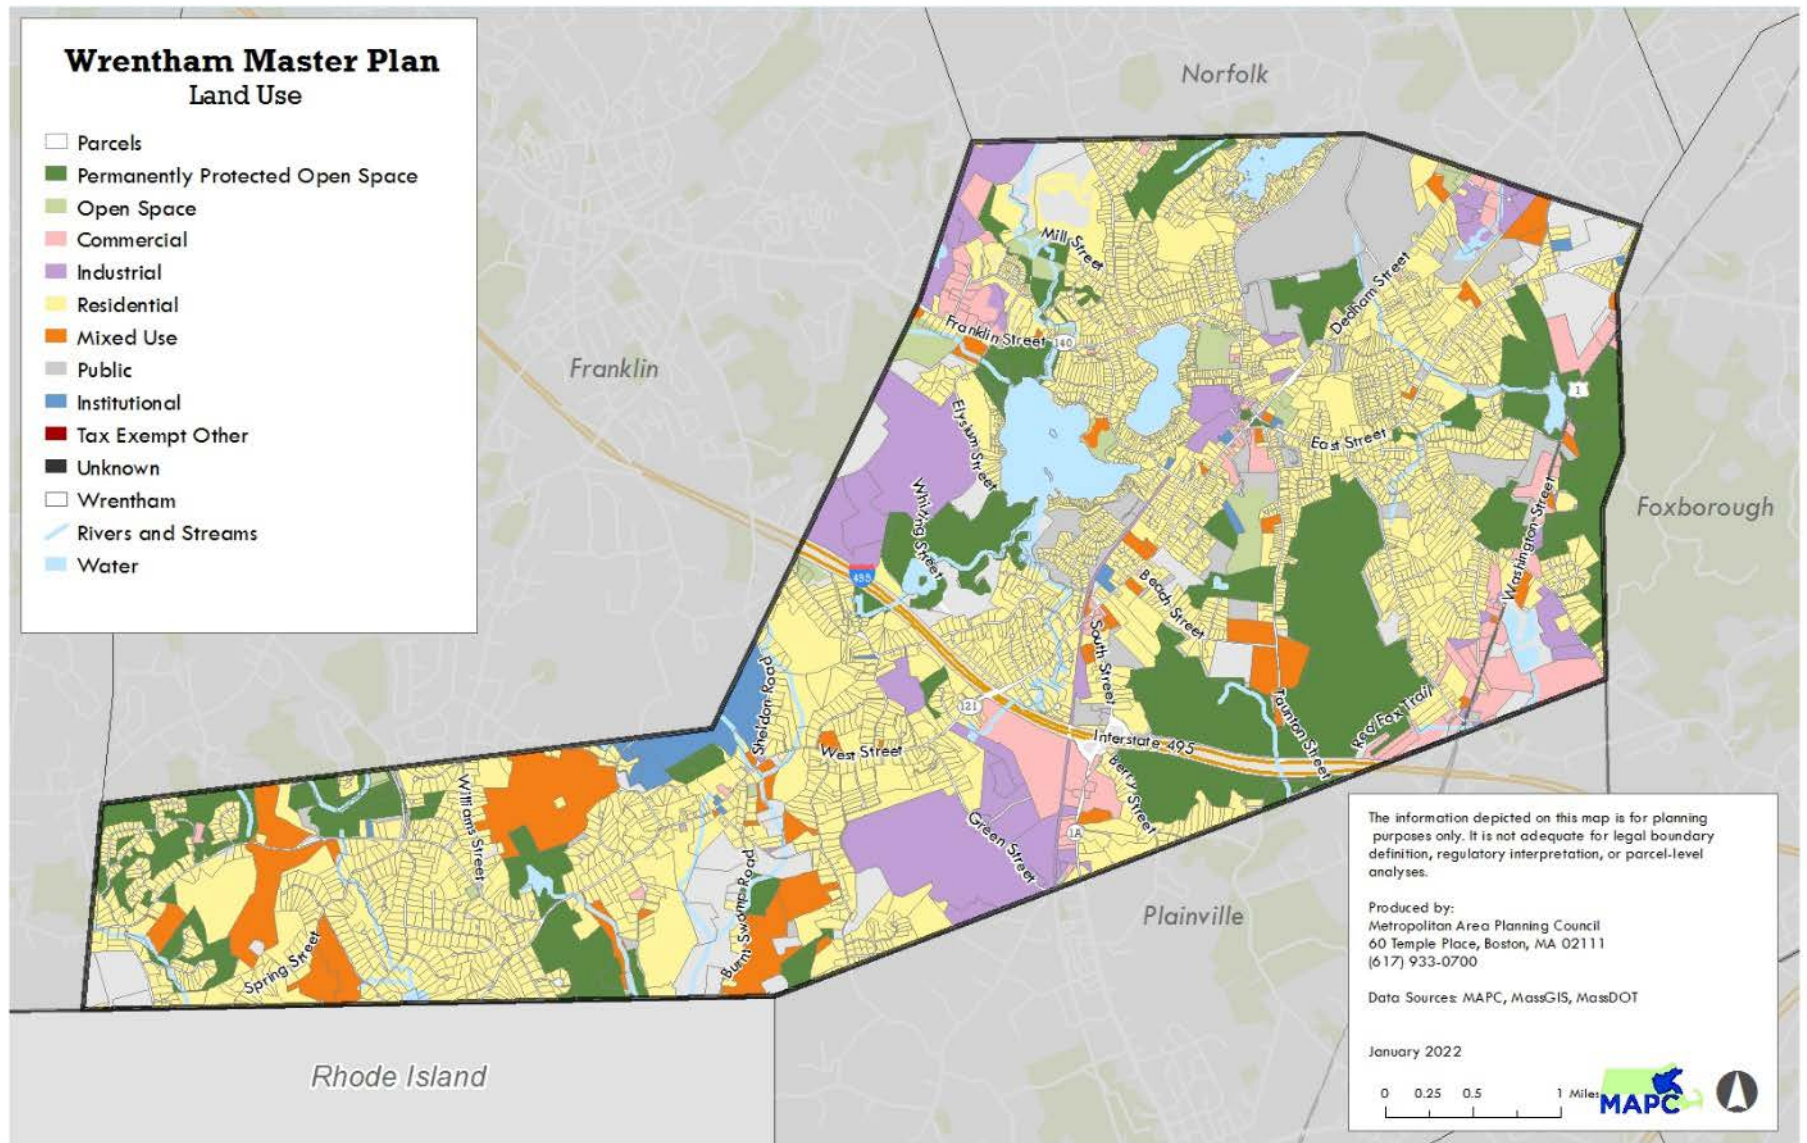 Wrentham Master Plan
Land Use
Parcels
Permanently Protected Open Space
Open Space
Commercial
Industrial
Residential
Mixed Use
Public
Institutional
Tax Exempt Other
Unknown
Wrentham
Rivers and Streams
Water
Norfolk
Franklin
Foxborough
Plainville
Rhode Island
Mill Street
Dedham Street
Franklin Street
140
1
Elysium Street
East Street
Whiting Street
Washington Street
495
Beach Street
South Street
Sheldon Road
121
Taunton Street
Red Fox Trail
Interstate 495
West Street
Berry Street
Williams Street
Green Street
1A
Burnt Swamp Road
Spring Street
The information depicted on this map is for planning
purposes only. It is not adequate for legal boundary
definition, regulatory interpretation, or parcel-level
analyses.
Produced by:
Metropolitan Area Planning Council
60 Temple Place, Boston, MA 02111
(617) 933-0700
Data Sources: MAPC, MassGIS, MassDOT
January 2022
0 0.25 0.5 1 Miles
MAPC